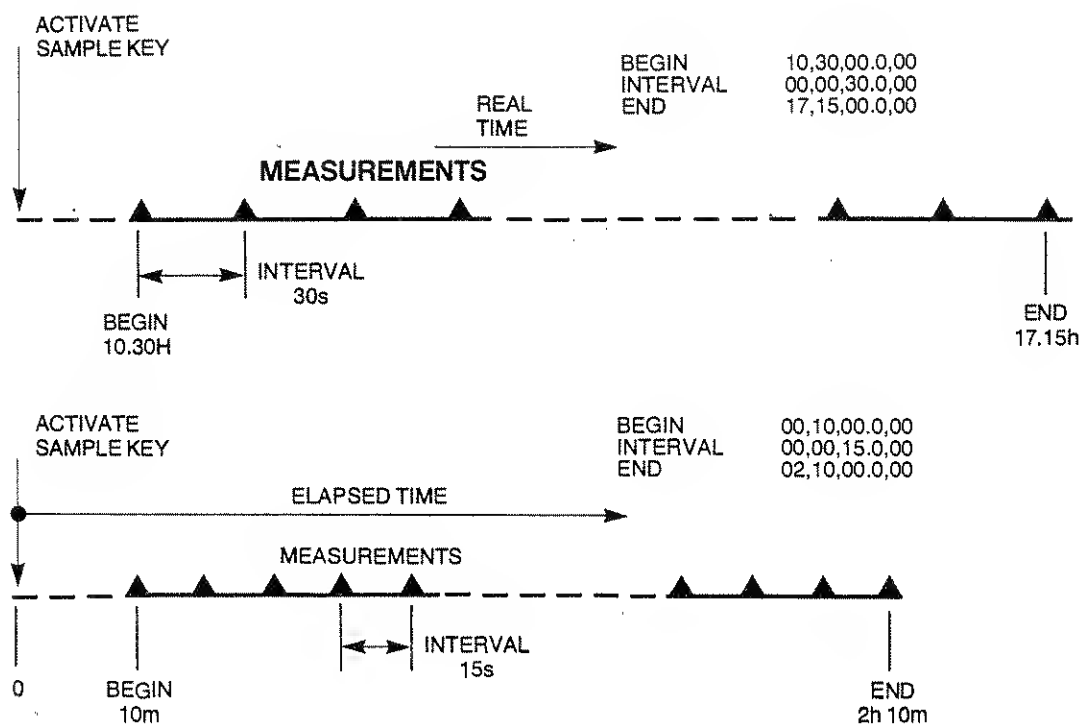 ACTIVATE
SAMPLE KEY
BEGIN 10,30,00.0,00
INTERVAL 00,00,30.0,00
END 17,15,00.0,00
REAL
TIME
MEASUREMENTS
INTERVAL
30s
BEGIN
10.30H
END
17.15h
ACTIVATE
SAMPLE KEY
BEGIN 00,10,00.0,00
INTERVAL 00,00,15.0,00
END 02,10,00.0,00
ELAPSED TIME
MEASUREMENTS
INTERVAL
15s
0
BEGIN
10m
END
2h 10m